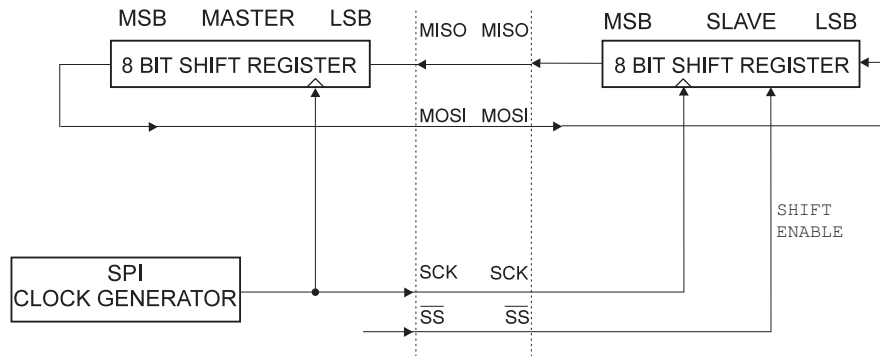 MSB MASTER LSB
MISO MISO
MSB SLAVE LSB
8 BIT SHIFT REGISTER
8 BIT SHIFT REGISTER
MOSI MOSI
SHIFT
ENABLE
SPI
CLOCK GENERATOR
SCK SCK
SS SS